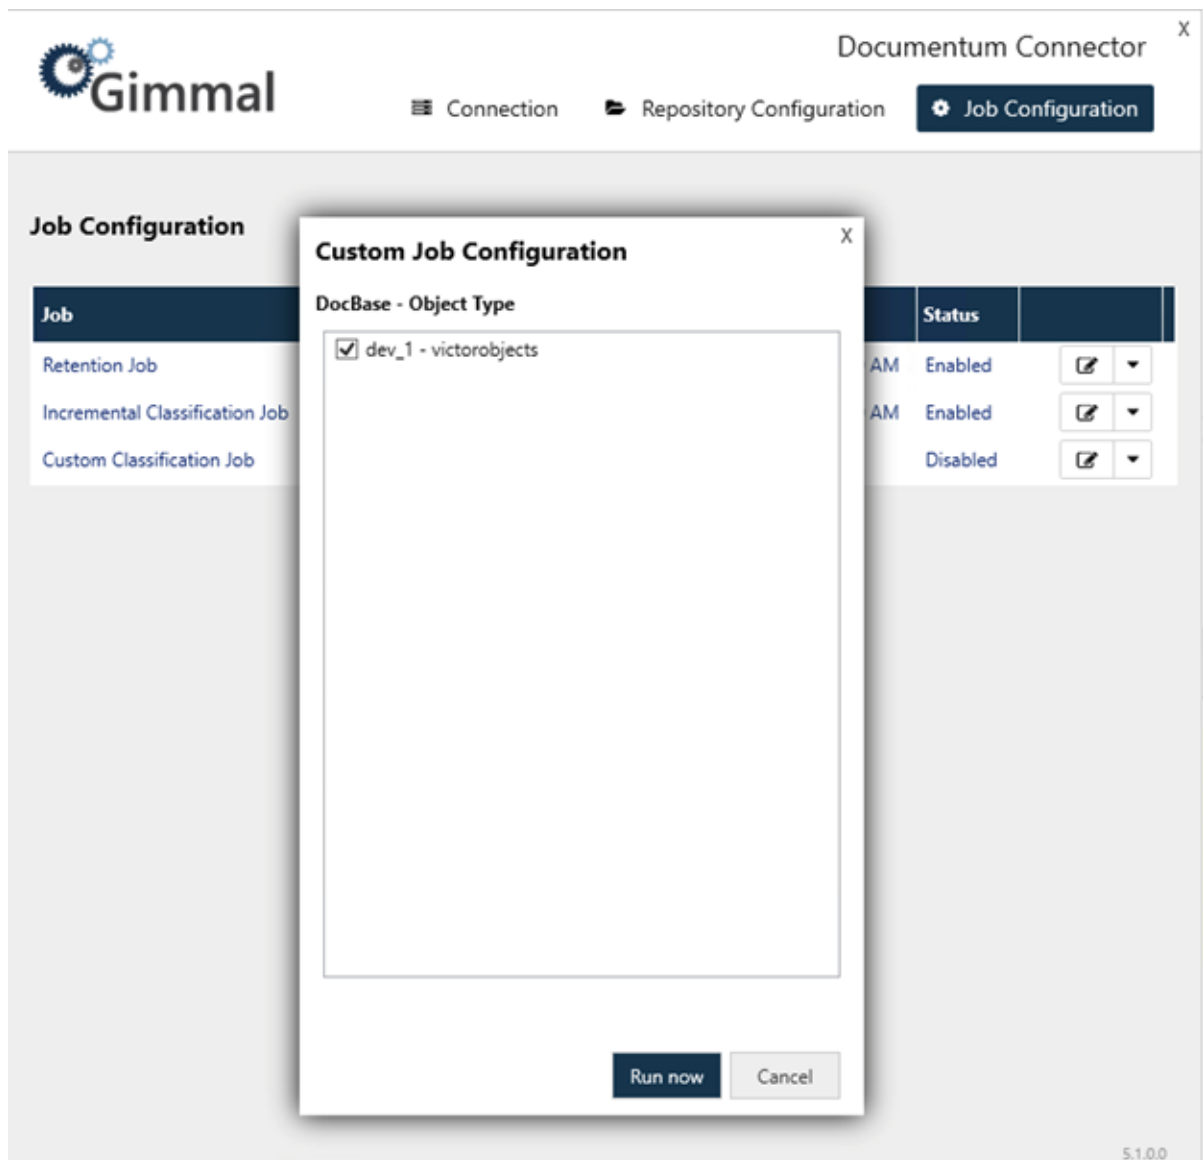 X
Gimmal
Documentum Connector
Connection Repository Configuration Job Configuration
Job Configuration
Custom Job Configuration X
DocBase - Object Type
dev_1 - victorobjects
Job Status
Retention Job AM Enabled
Incremental Classification Job AM Enabled
Custom Classification Job Disabled
Run now Cancel
5.1.0.0